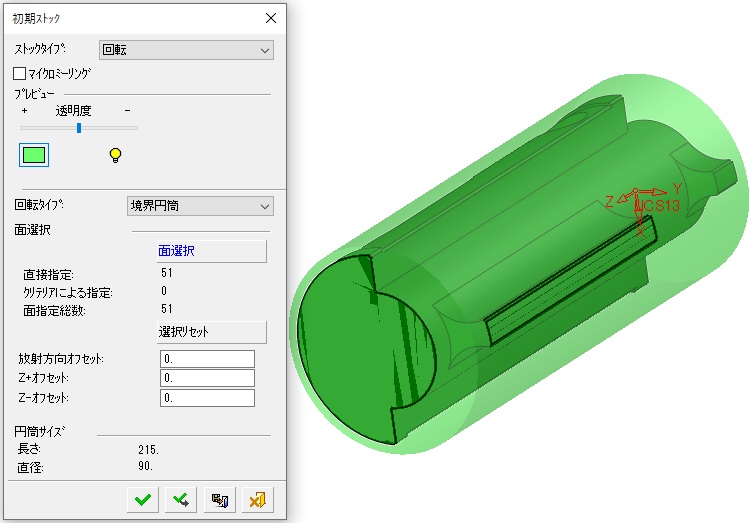 初期ｽﾄｯｸ
ｽﾄｯｸﾀｲﾌﾟ: 回転
ﾏｲｸﾛﾐｰﾘﾝｸﾞ
ﾌﾟﾚﾋﾞｭｰ
+ 透明度 -
回転ﾀｲﾌﾟ: 境界円筒
面選択
面選択
直接指定: 51
ｸﾘﾃﾘｱによる指定: 0
面指定総数: 51
選択ﾘｾｯﾄ
放射方向ｵﾌｾｯﾄ: 0.
Z+ｵﾌｾｯﾄ: 0.
Z-ｵﾌｾｯﾄ: 0.
円筒ｻｲｽﾞ
長さ: 215.
直径: 90.
Z Y
UCS13
X